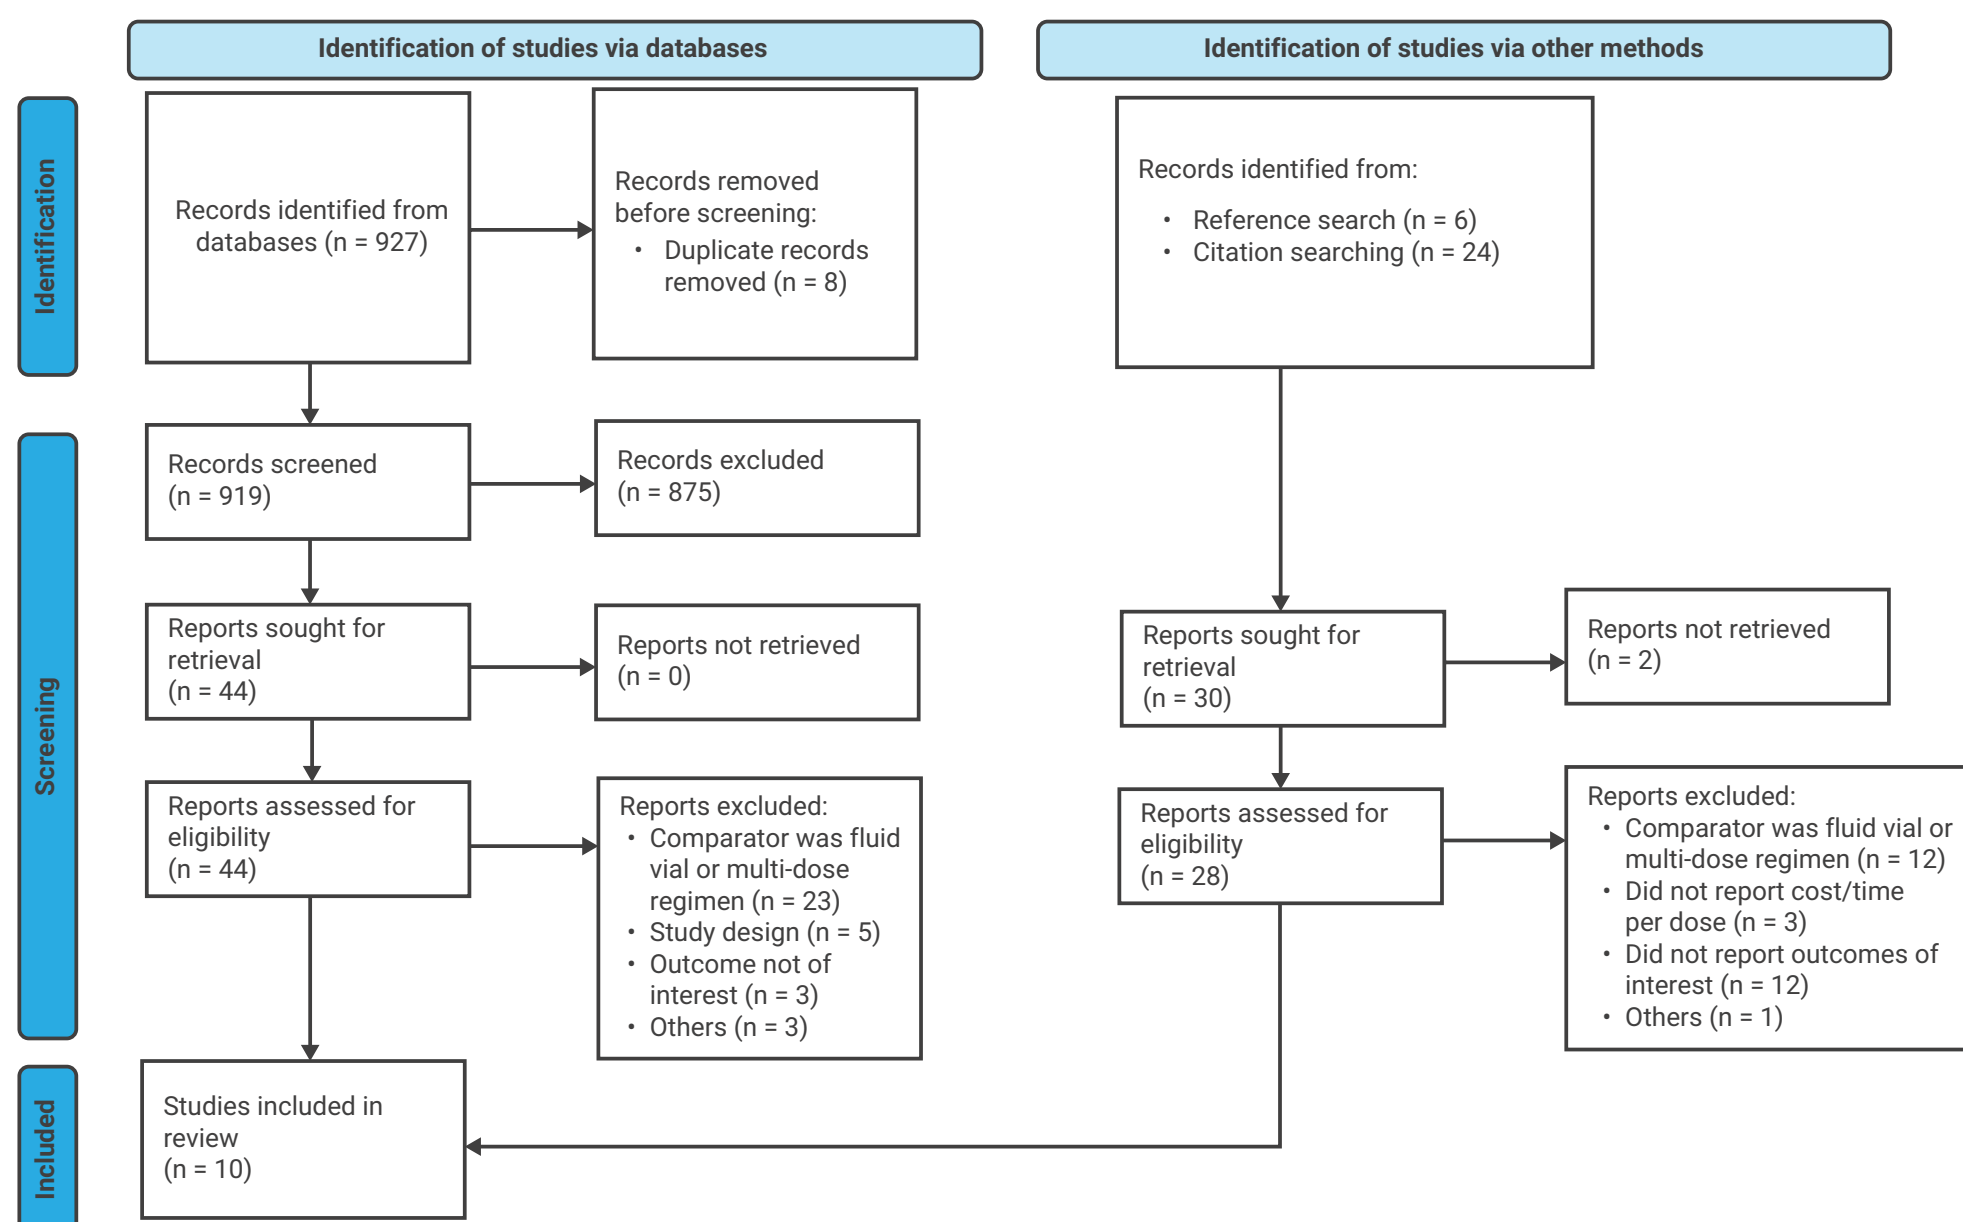 Identification of studies via databases
Identification of studies via other methods
Identification
Records identified from
databases (n = 927)
Records removed
before screening:
• Duplicate records
removed (n = 8)
Records identified from:
• Reference search (n = 6)
• Citation searching (n = 24)
Screening
Records screened
(n = 919)
Records excluded
(n = 875)
Reports sought for
retrieval
(n = 44)
Reports not retrieved
(n = 0)
Reports sought for
retrieval
(n = 30)
Reports not retrieved
(n = 2)
Reports assessed for
eligibility
(n = 44)
Reports excluded:
• Comparator was fluid
vial or multi-dose
regimen (n = 23)
• Study design (n = 5)
• Outcome not of
interest (n = 3)
• Others (n = 3)
Reports assessed for
eligibility
(n = 28)
Reports excluded:
• Comparator was fluid vial or
multi-dose regimen (n = 12)
• Did not report cost/time
per dose (n = 3)
• Did not report outcomes of
interest (n = 12)
• Others (n = 1)
Included
Studies included in
review
(n = 10)